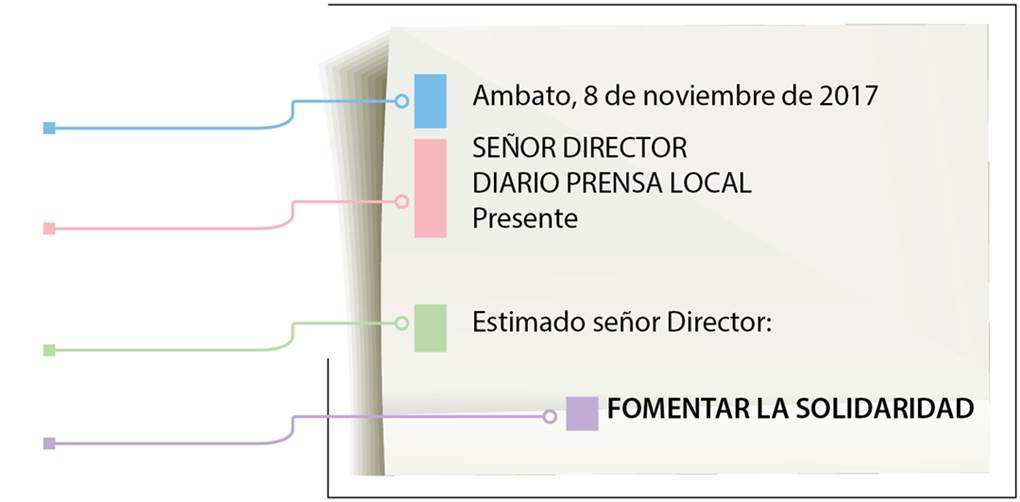 Ambato, 8 de noviembre de 2017
SEÑOR DIRECTOR
DIARIO PRENSA LOCAL
Presente
Estimado señor Director:
FOMENTAR LA SOLIDARIDAD